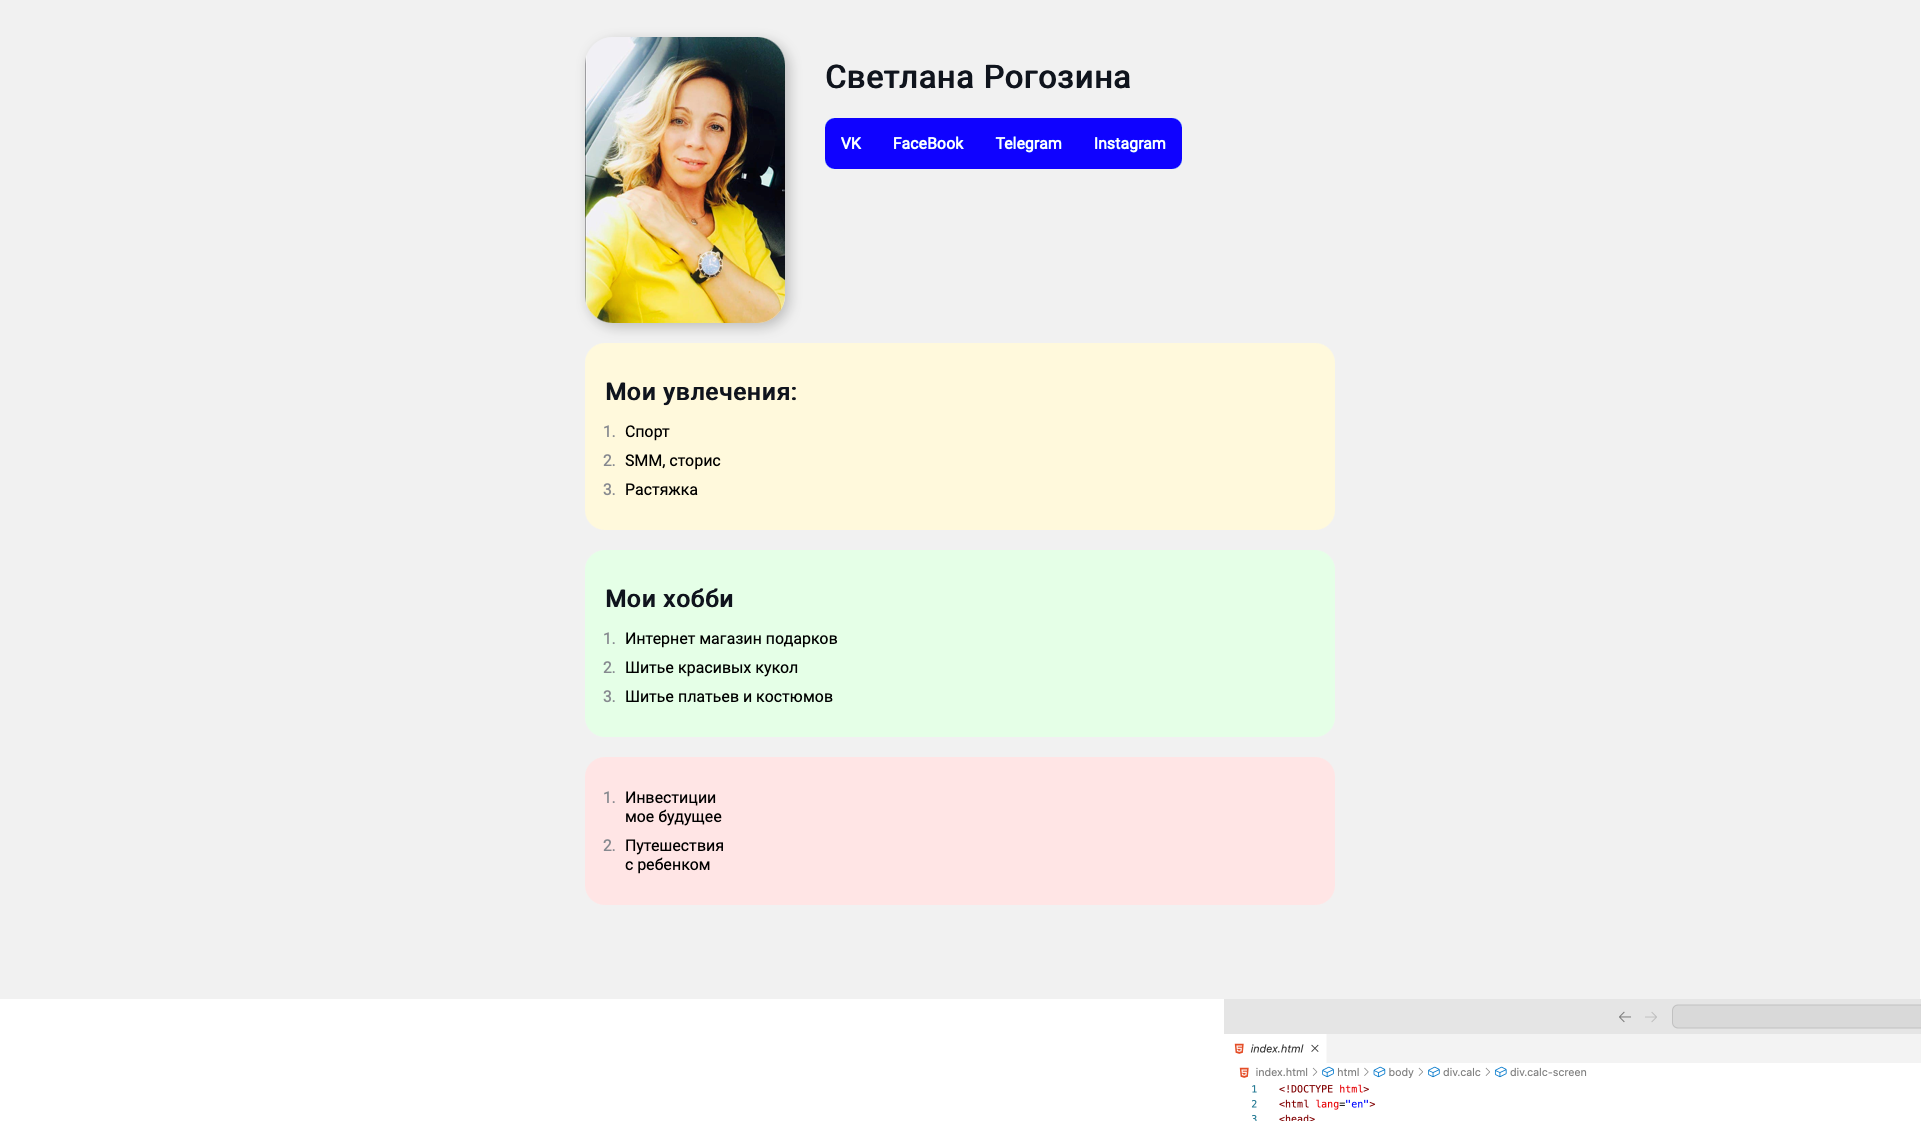 Светлана Рогозина
VK FaceBook Telegram Instagram
Мои увлечения:
1. Спорт
2. SMM, сторис
3. Растяжка
Мои хобби
1. Интернет магазин подарков
2. Шитье красивых кукол
3. Шитье платьев и костюмов
1. Инвестиции
мое будущее
2. Путешествия
с ребенком
index.html
index.html > html > body > div.calc > div.calc-screen
1 <!DOCTYPE html>
2 <html lang="en">
3 <head>